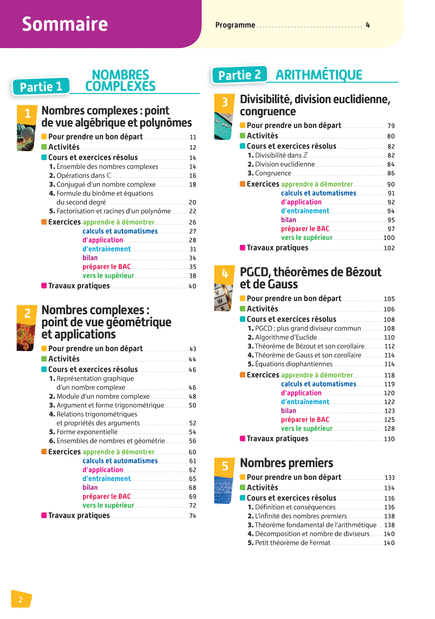 Sommaire
Programme 4
Partie 1
NOMBRES
COMPLEXES
1
Nombres complexes : point
de vue algébrique et polynômes
Pour prendre un bon départ 11
Activités 12
Cours et exercices résolus 14
1. Ensemble des nombres complexes 14
2. Opérations dans ℂ 16
3. Conjugué d'un nombre complexe 18
4. Formule du binôme et équations
du second degré 20
5. Factorisation et racines d'un polynôme 22
Exercices apprendre à démontrer 26
calculs et automatismes 27
d'application 28
d'entraînement 31
bilan 34
préparer le BAC 35
vers le supérieur 38
Travaux pratiques 40
2
Nombres complexes :
point de vue géométrique
et applications
Pour prendre un bon départ 43
Activités 44
Cours et exercices résolus 46
1. Représentation graphique
d'un nombre complexe 46
2. Module d'un nombre complexe 48
3. Argument et forme trigonométrique 50
4. Relations trigonométriques
et propriétés des arguments 52
5. Forme exponentielle 54
6. Ensembles de nombres et géométrie 56
Exercices apprendre à démontrer 60
calculs et automatismes 61
d'application 62
d'entraînement 65
bilan 68
préparer le BAC 69
vers le supérieur 72
Travaux pratiques 74
Partie 2 ARITHMÉTIQUE
3
Divisibilité, division euclidienne,
congruence
Pour prendre un bon départ 79
Activités 80
Cours et exercices résolus 82
1. Divisibilité dans ℤ 82
2. Division euclidienne 84
3. Congruence 86
Exercices apprendre à démontrer 90
calculs et automatismes 91
d'application 92
d'entraînement 94
bilan 95
préparer le BAC 97
vers le supérieur 100
Travaux pratiques 102
4
PGCD, théorèmes de Bézout
et de Gauss
Pour prendre un bon départ 105
Activités 106
Cours et exercices résolus 108
1. PGCD : plus grand diviseur commun 108
2. Algorithme d'Euclide 110
3. Théorème de Bézout et son corollaire 112
4. Théorème de Gauss et son corollaire 114
5. Équations diophantiennes 114
Exercices apprendre à démontrer 118
calculs et automatismes 119
d'application 120
d'entraînement 122
bilan 123
préparer le BAC 125
vers le supérieur 128
Travaux pratiques 130
5
Nombres premiers
Pour prendre un bon départ 133
Activités 134
Cours et exercices résolus 136
1. Définition et conséquences 136
2. L'infinité des nombres premiers 138
3. Théorème fondamental de l'arithmétique 138
4. Décomposition et nombre de diviseurs 140
5. Petit théorème de Fermat 140
2